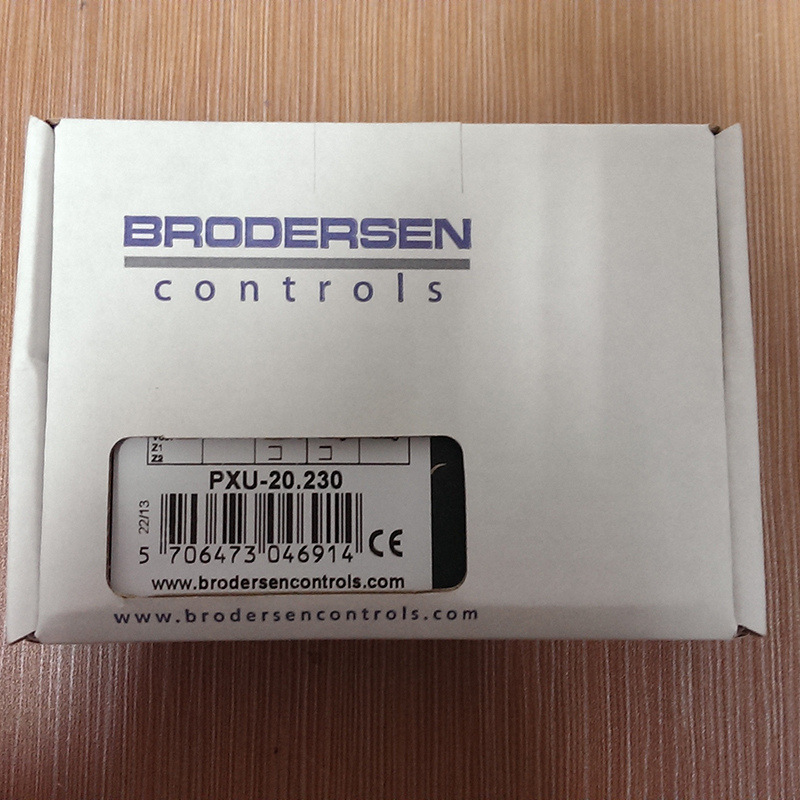 BRODERSEN
controls
Z1
Z2
PXU-20.230
22/13
5 706473 046914 CE
www.brodersencontrols.com
www.brodersencontrols.com